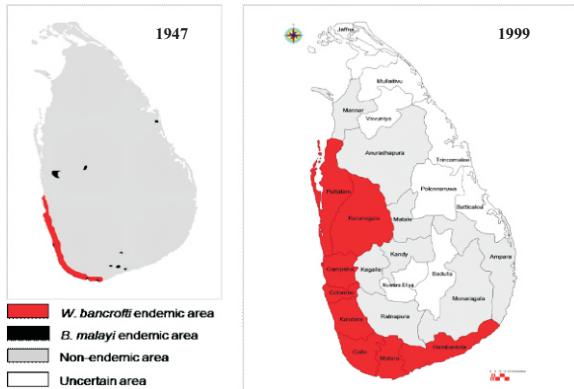 1947
1999
Jaffna
Mullaitivu
Mannar
Vavuniya
Anuradhapura
Trincomalee
Puttalam
Polonnaruwa
Kurunegala
Matale
Batticaloa
Kandy
Ampara
Gampaha
Kegalle
Badulla
Colombo
Nuwara Eliya
Monaragala
Kalutara
Ratnapura
Hambantota
Galle
Matara
W. bancrofti endemic area
B. malayi endemic area
Non-endemic area
Uncertain area